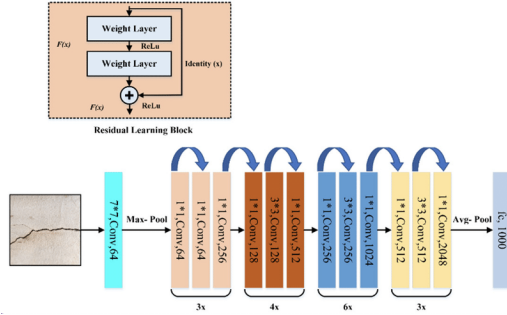 Weight Layer
F(x)
ReLu
Weight Layer
Identity (x)
F(x)
ReLu
Residual Learning Block
7*7,Conv,64
Max- Pool
1*1,Conv,64
1*1,Conv,64
1*1,Conv,256
1*1,Conv,128
3*3,Conv,128
1*1,Conv,512
1*1,Conv,256
3*3,Conv,256
1*1,Conv,1024
1*1,Conv,512
3*3,Conv,512
1*1,Conv,2048
Avg- Pool
fc, 1000
3x
4x
6x
3x